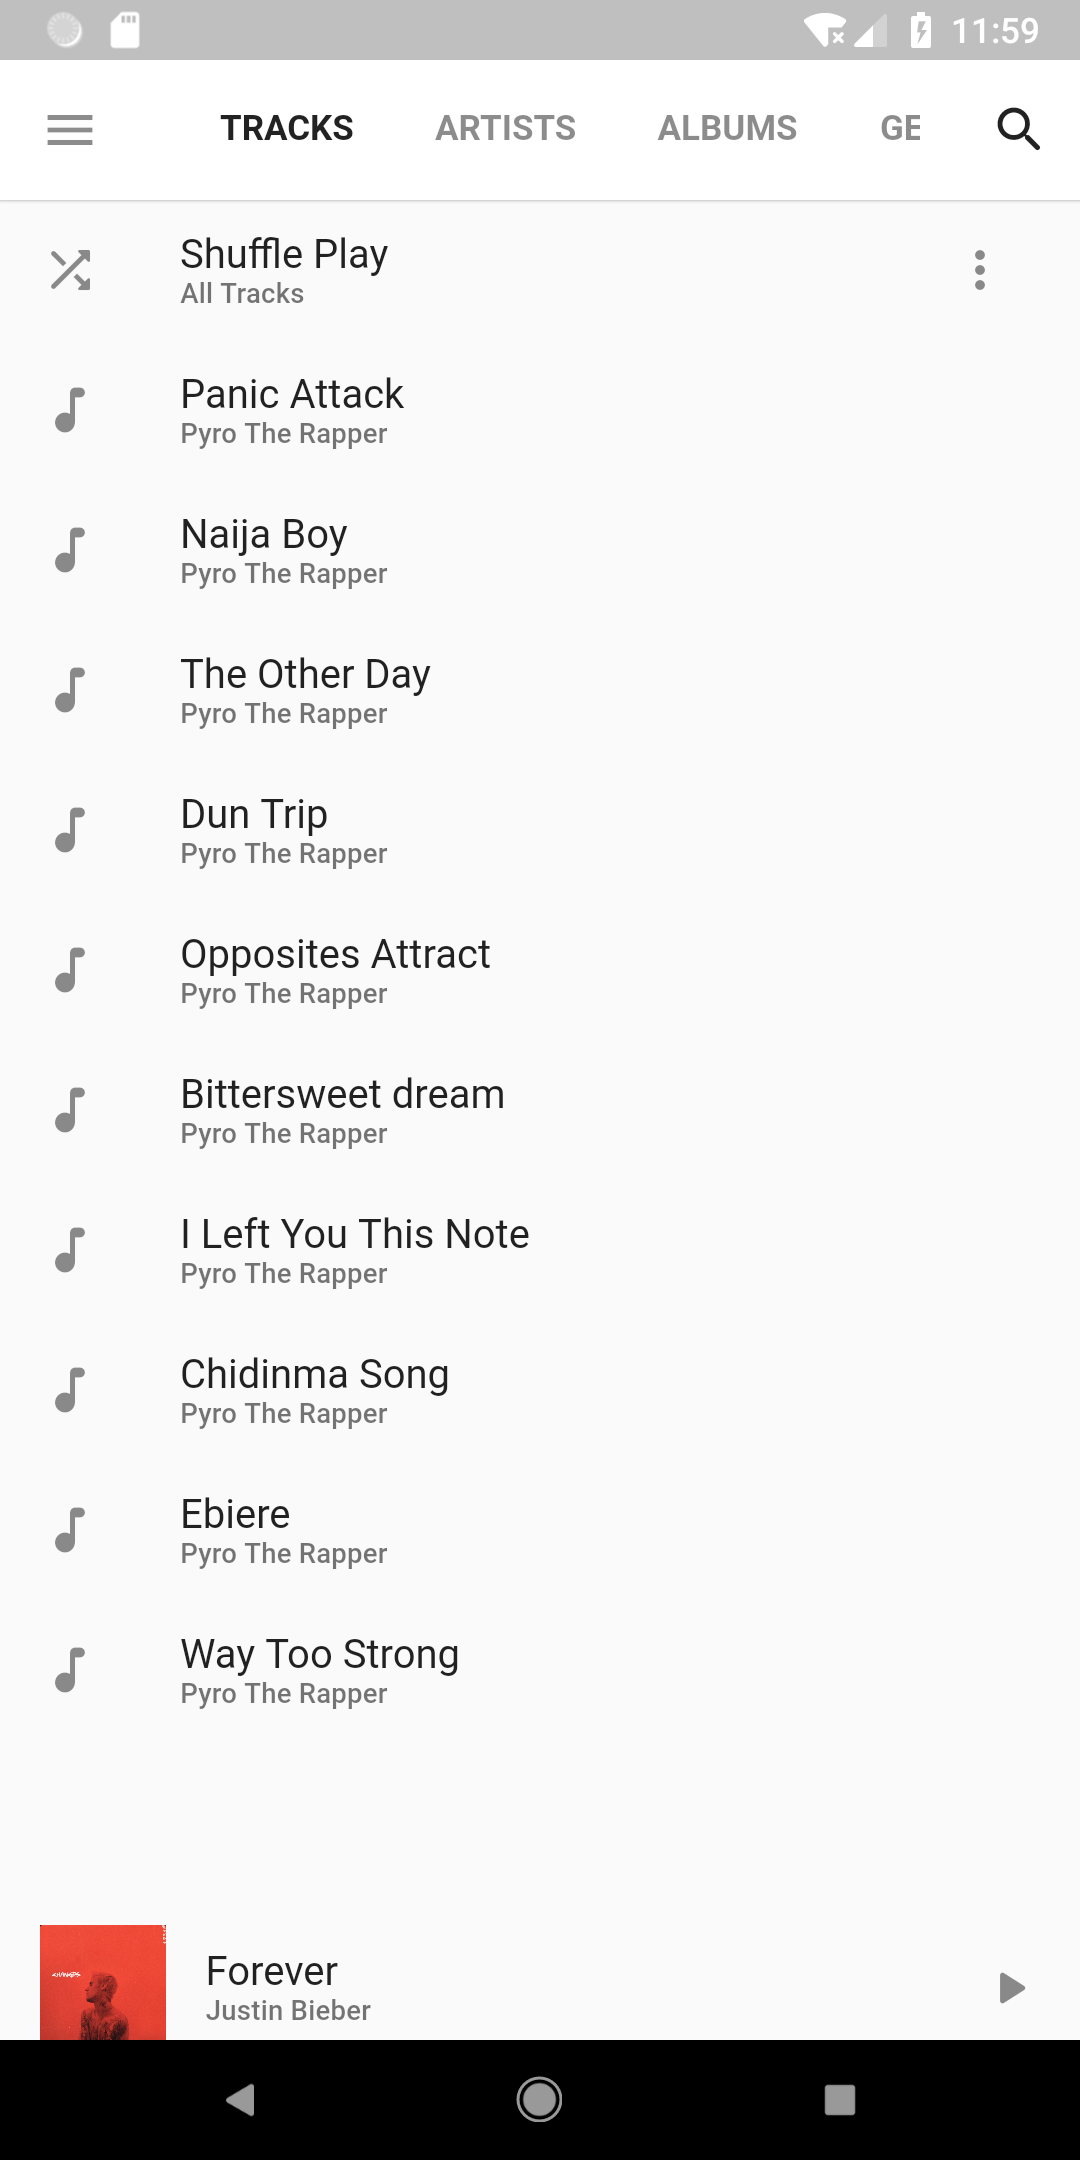 11:59
TRACKS ARTISTS ALBUMS GE
Shuffle Play
All Tracks
Panic Attack
Pyro The Rapper
Naija Boy
Pyro The Rapper
The Other Day
Pyro The Rapper
Dun Trip
Pyro The Rapper
Opposites Attract
Pyro The Rapper
Bittersweet dream
Pyro The Rapper
I Left You This Note
Pyro The Rapper
Chidinma Song
Pyro The Rapper
Ebiere
Pyro The Rapper
Way Too Strong
Pyro The Rapper
Forever
Justin Bieber